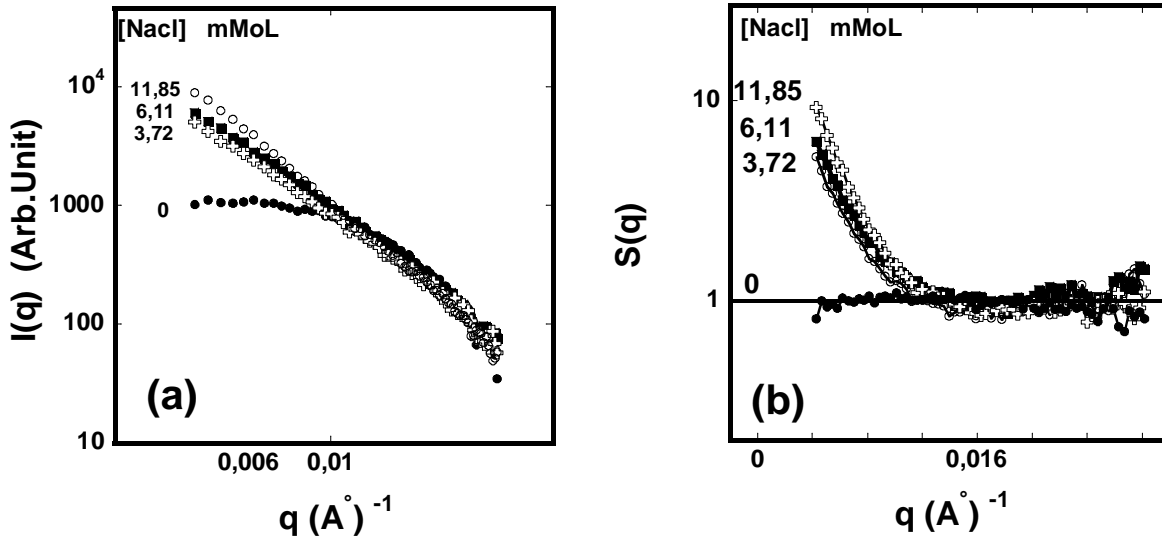 [Nacl] mMoL
10^4
11,85
6,11
3,72
1000
0
100
10
I(q) (Arb.Unit)
(a)
0,006 0,01
q (A°)^-1
[Nacl] mMoL
11,85
10
6,11
3,72
0
1
S(q)
(b)
0 0,016
q (A°)^-1